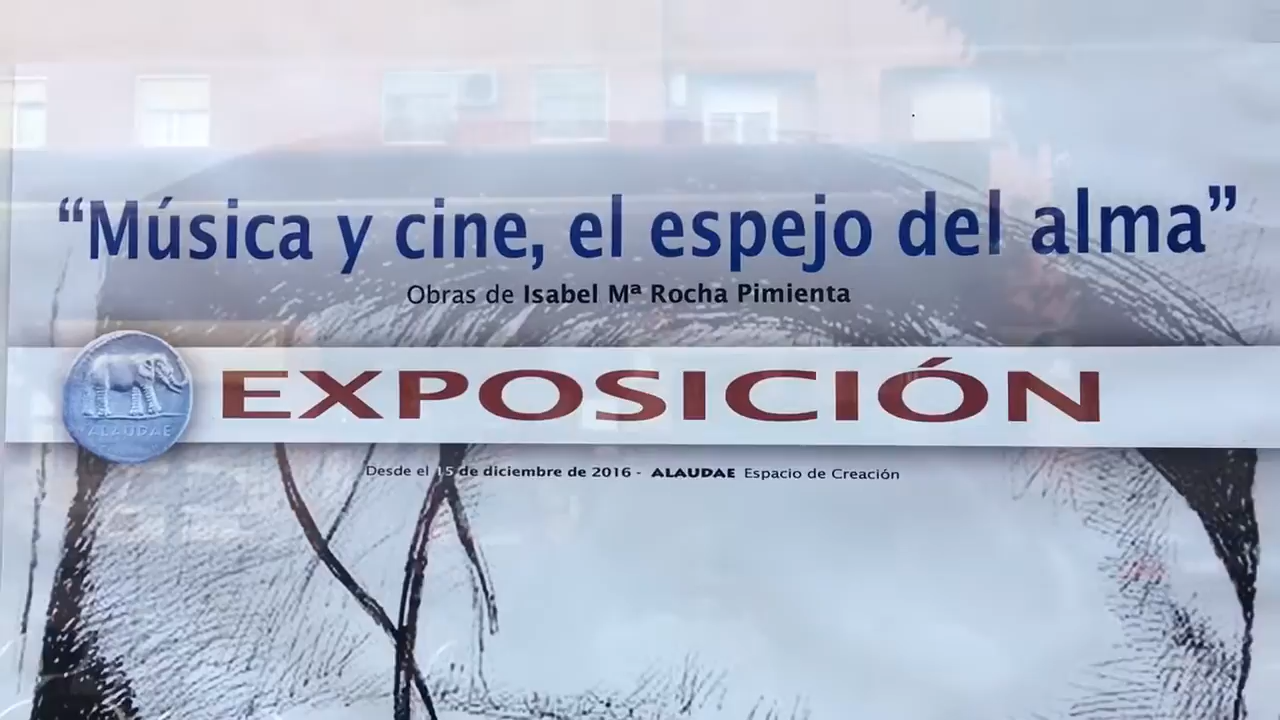 “Música y cine, el espejo del alma”
Obras de Isabel Mª Rocha Pimienta
EXPOSICIÓN
ALAUDAE
Desde el 15 de diciembre de 2016 - ALAUDAE Espacio de Creación